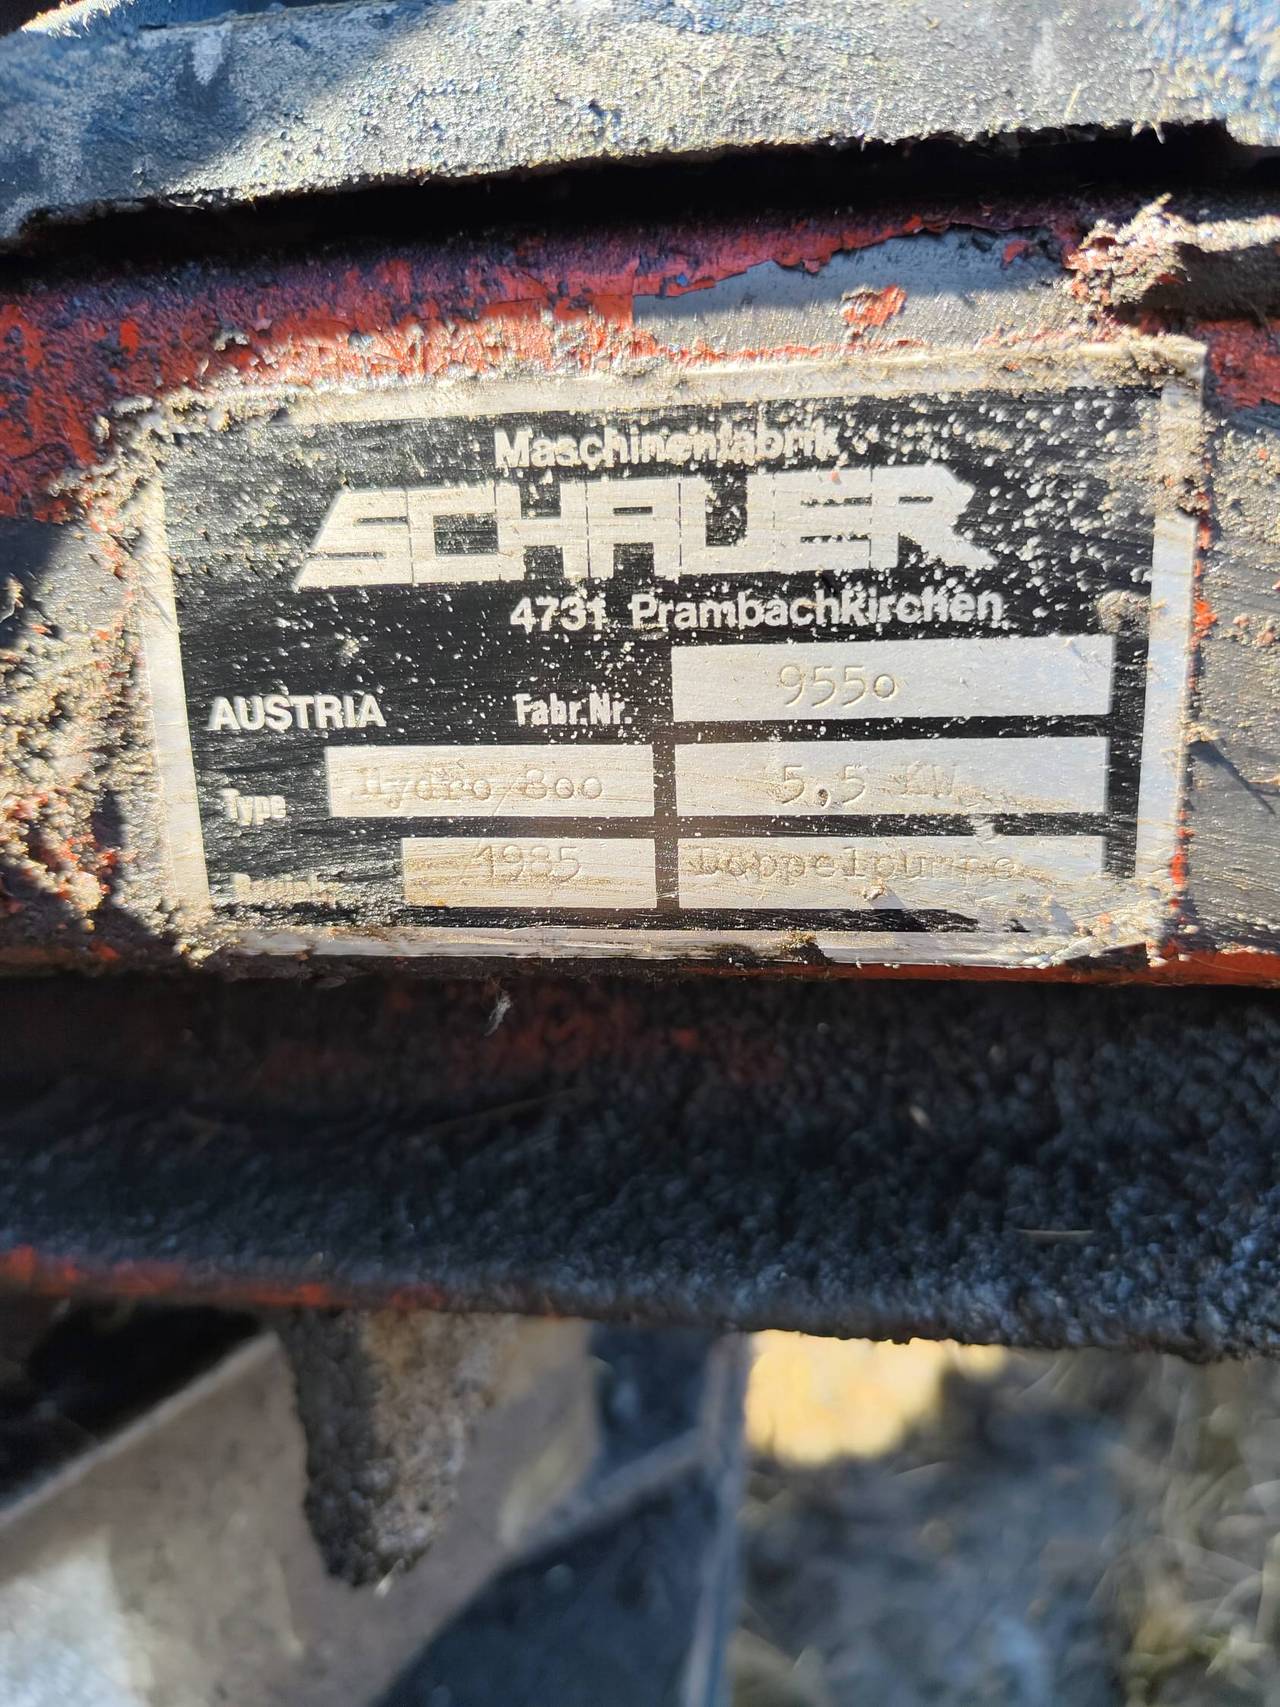 Maschinenfabrik
SCHAUER
4731 Prambachkirchen
AUSTRIA Fabr.Nr. 9550
Type Hydro/800 5,5 KW
1985 Doppelpumpe